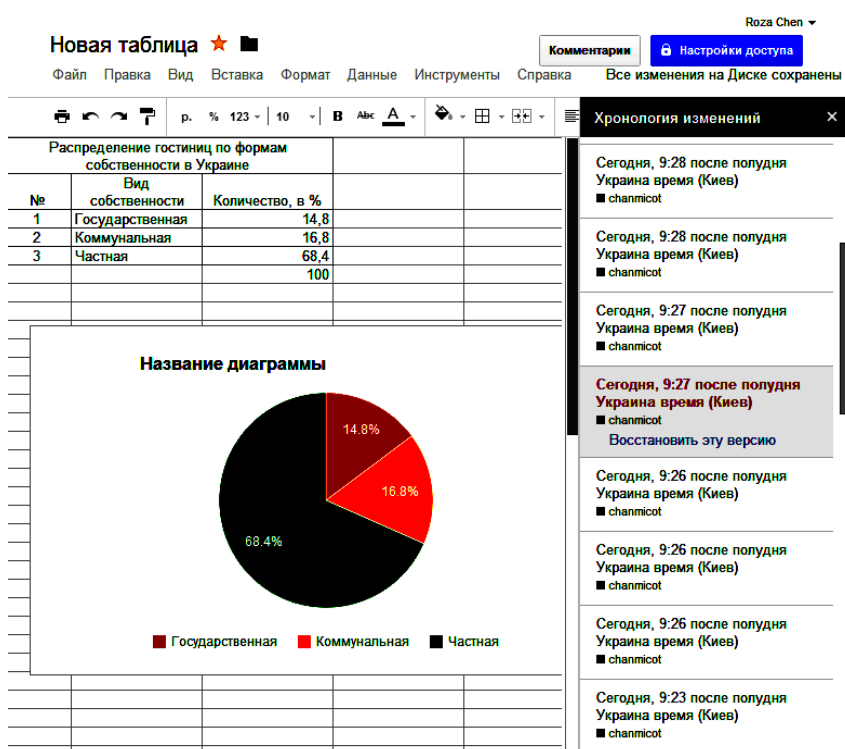 Roza Chen
Новая таблица
Комментарии
Настройки доступа
Файл Правка Вид Вставка Формат Данные Инструменты Справка
Все изменения на Диске сохранены
р. % 123 10 B Abc A
Хронология изменений
Распределение гостиниц по формам
собственности в Украине
№ Вид собственности Количество, в %
1 Государственная 14,8
2 Коммунальная 16,8
3 Частная 68,4
100
Название диаграммы
14.8%
16.8%
68.4%
Государственная Коммунальная Частная
Сегодня, 9:28 после полудня
Украина время (Киев)
chanmicot
Сегодня, 9:28 после полудня
Украина время (Киев)
chanmicot
Сегодня, 9:27 после полудня
Украина время (Киев)
chanmicot
Сегодня, 9:27 после полудня
Украина время (Киев)
chanmicot
Восстановить эту версию
Сегодня, 9:26 после полудня
Украина время (Киев)
chanmicot
Сегодня, 9:26 после полудня
Украина время (Киев)
chanmicot
Сегодня, 9:26 после полудня
Украина время (Киев)
chanmicot
Сегодня, 9:23 после полудня
Украина время (Киев)
chanmicot